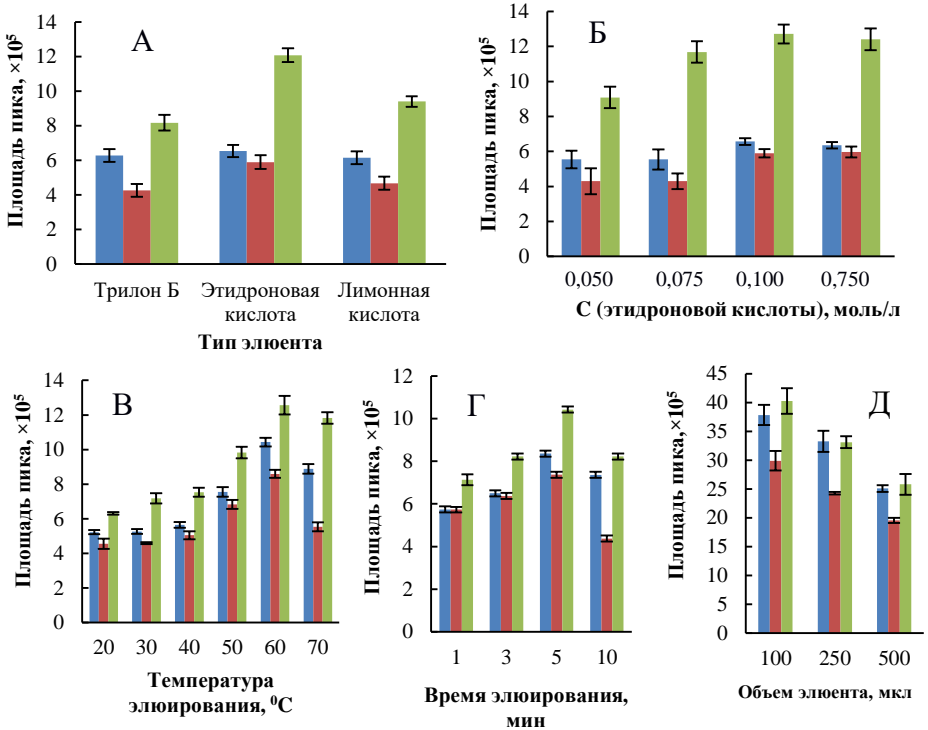 А
Площадь пика, ×10⁵
14
12
10
8
6
4
2
0
Трилон Б Этидроновая кислота Лимонная кислота
Тип элюента
Б
Площадь пика, ×10⁵
14
12
10
8
6
4
2
0
0,050 0,075 0,100 0,750
С (этидроновой кислоты), моль/л
В
Площадь пика, ×10⁵
14
12
10
8
6
4
2
0
20 30 40 50 60 70
Температура
элюирования, ⁰С
Г
Площадь пика, ×10⁵
12
10
8
6
4
2
0
1 3 5 10
Время элюирования,
мин
Д
Площадь пика,×10⁵
45
40
35
30
25
20
15
10
5
0
100 250 500
Объем элюента, мкл